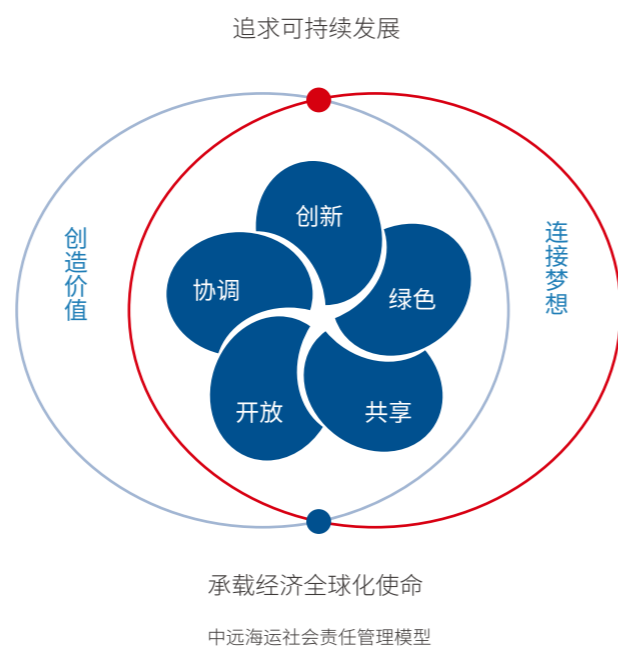 追求可持续发展
创新
创造价值
连接梦想
协调
绿色
开放
共享
承载经济全球化使命
中远海运社会责任管理模型